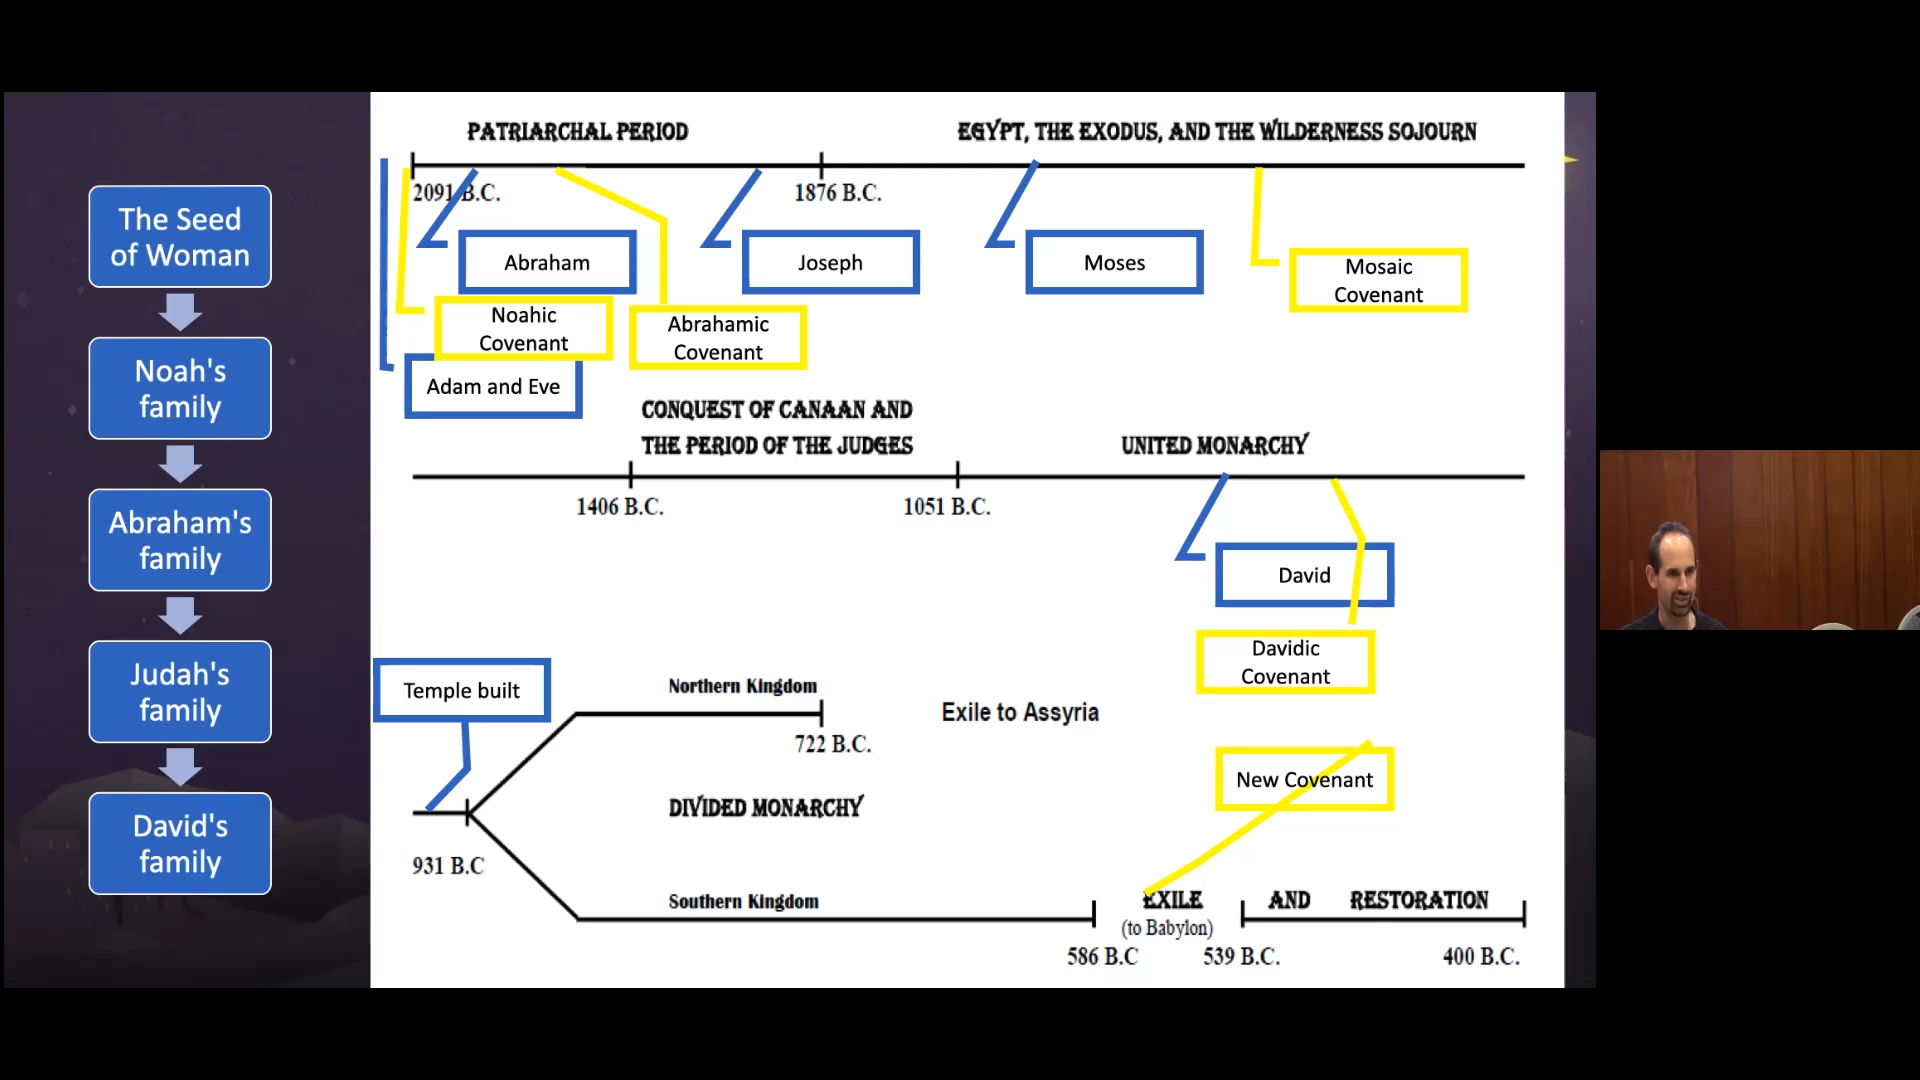 The Seed
of Woman
Noah's
family
Abraham's
family
Judah's
family
David's
family
PATRIARCHAL PERIOD
EGYPT, THE EXODUS, AND THE WILDERNESS SOJOURN
2091 B.C.
1876 B.C.
Abraham
Joseph
Moses
Mosaic
Covenant
Noahic
Covenant
Abrahamic
Covenant
Adam and Eve
CONQUEST OF CANAAN AND
THE PERIOD OF THE JUDGES
UNITED MONARCHY
1406 B.C.
1051 B.C.
David
Davidic
Covenant
Temple built
Northern Kingdom
Exile to Assyria
722 B.C.
New Covenant
DIVIDED MONARCHY
931 B.C
Southern Kingdom
EXILE AND RESTORATION
(to Babylon)
586 B.C
539 B.C.
400 B.C.